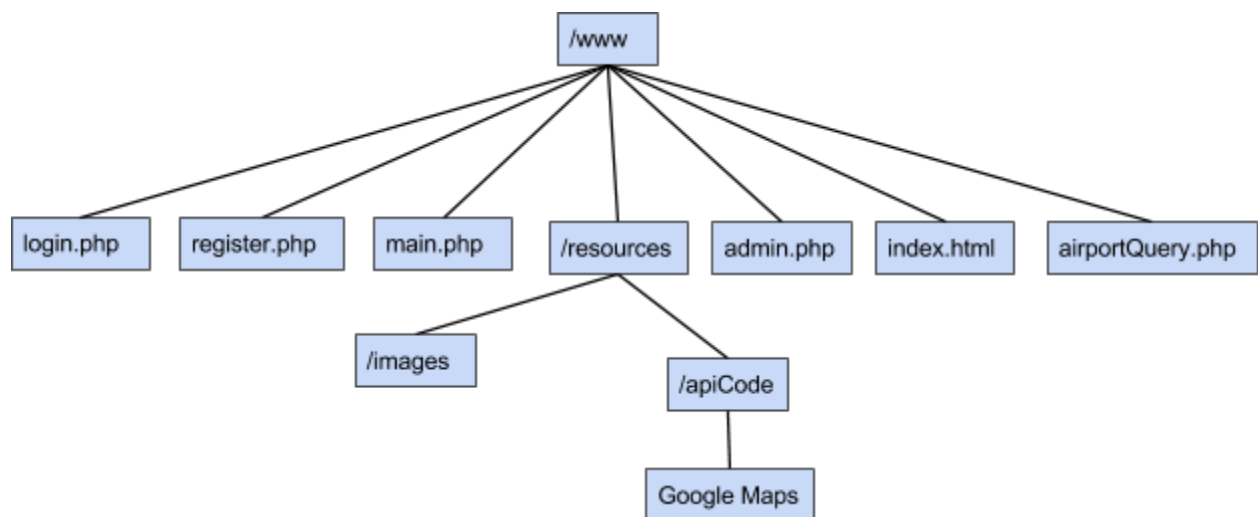 /www
login.php
register.php
main.php
/resources
admin.php
index.html
airportQuery.php
/images
/apiCode
Google Maps